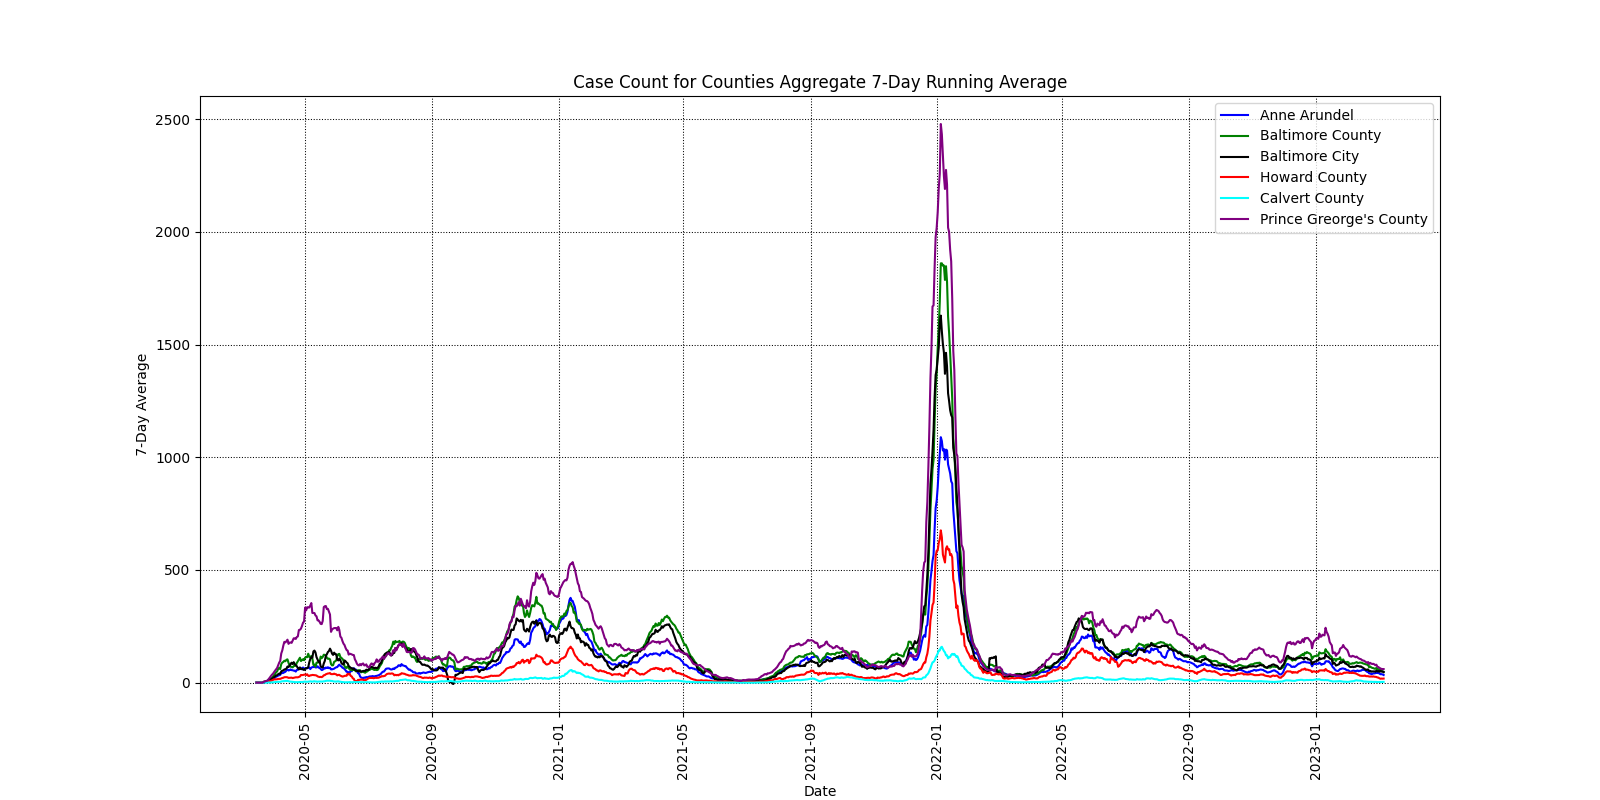 Case Count for Counties Aggregate 7-Day Running Average
Anne Arundel
Baltimore County
Baltimore City
Howard County
Calvert County
Prince Greorge's County
7-Day Average
2500
2000
1500
1000
500
0
2020-05
2020-09
2021-01
2021-05
2021-09
2022-01
2022-05
2022-09
2023-01
Date